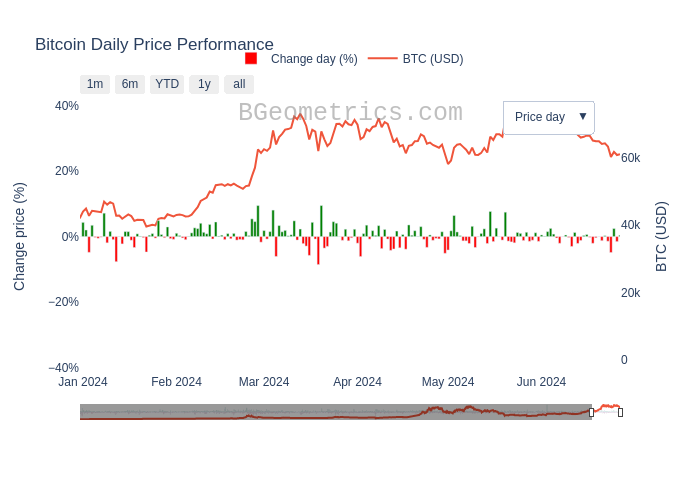 Bitcoin Daily Price Performance
Change day (%)
BTC (USD)
1m
6m
YTD
1y
all
BGeometrics.com
Price day ▼
Change price (%)
40%
20%
0%
−20%
−40%
BTC (USD)
60k
40k
20k
0
Jan 2024
Feb 2024
Mar 2024
Apr 2024
May 2024
Jun 2024